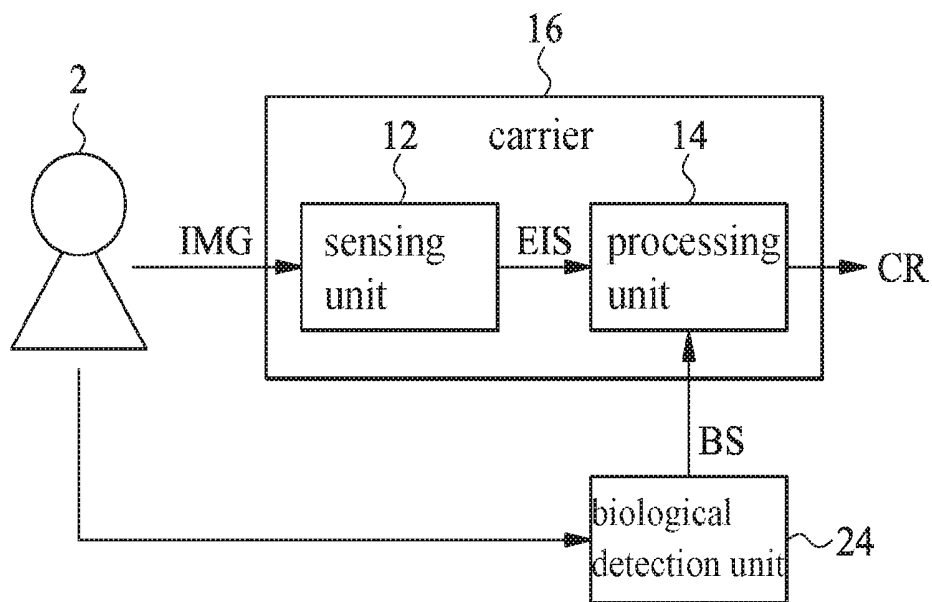 16
2
carrier
12
14
IMG
sensing
unit
EIS
processing
unit
CR
BS
biological
detection unit
24